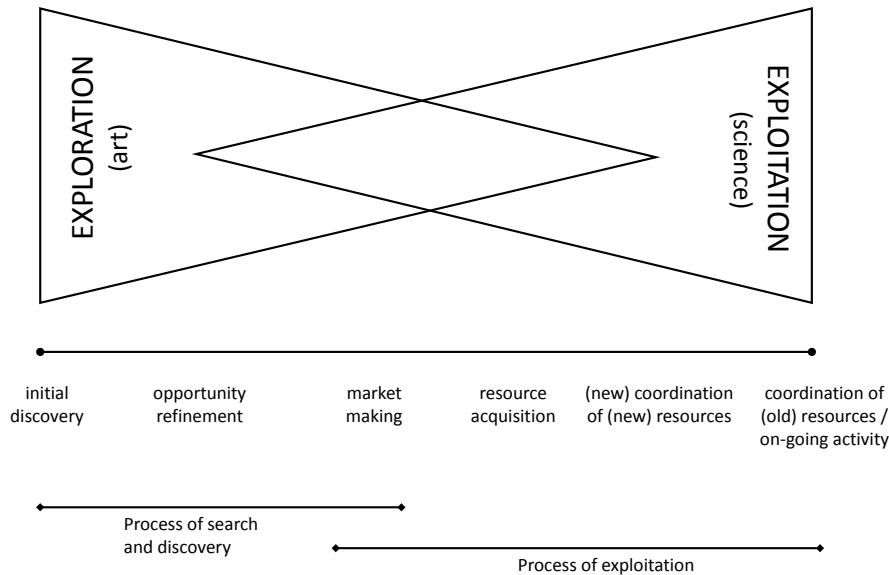 EXPLORATION
(art)
EXPLOITATION
(science)
initial
discovery
opportunity
refinement
market
making
resource
acquisition
(new) coordination
of (new) resources
coordination of
(old) resources /
on-going activity
Process of search
and discovery
Process of exploitation